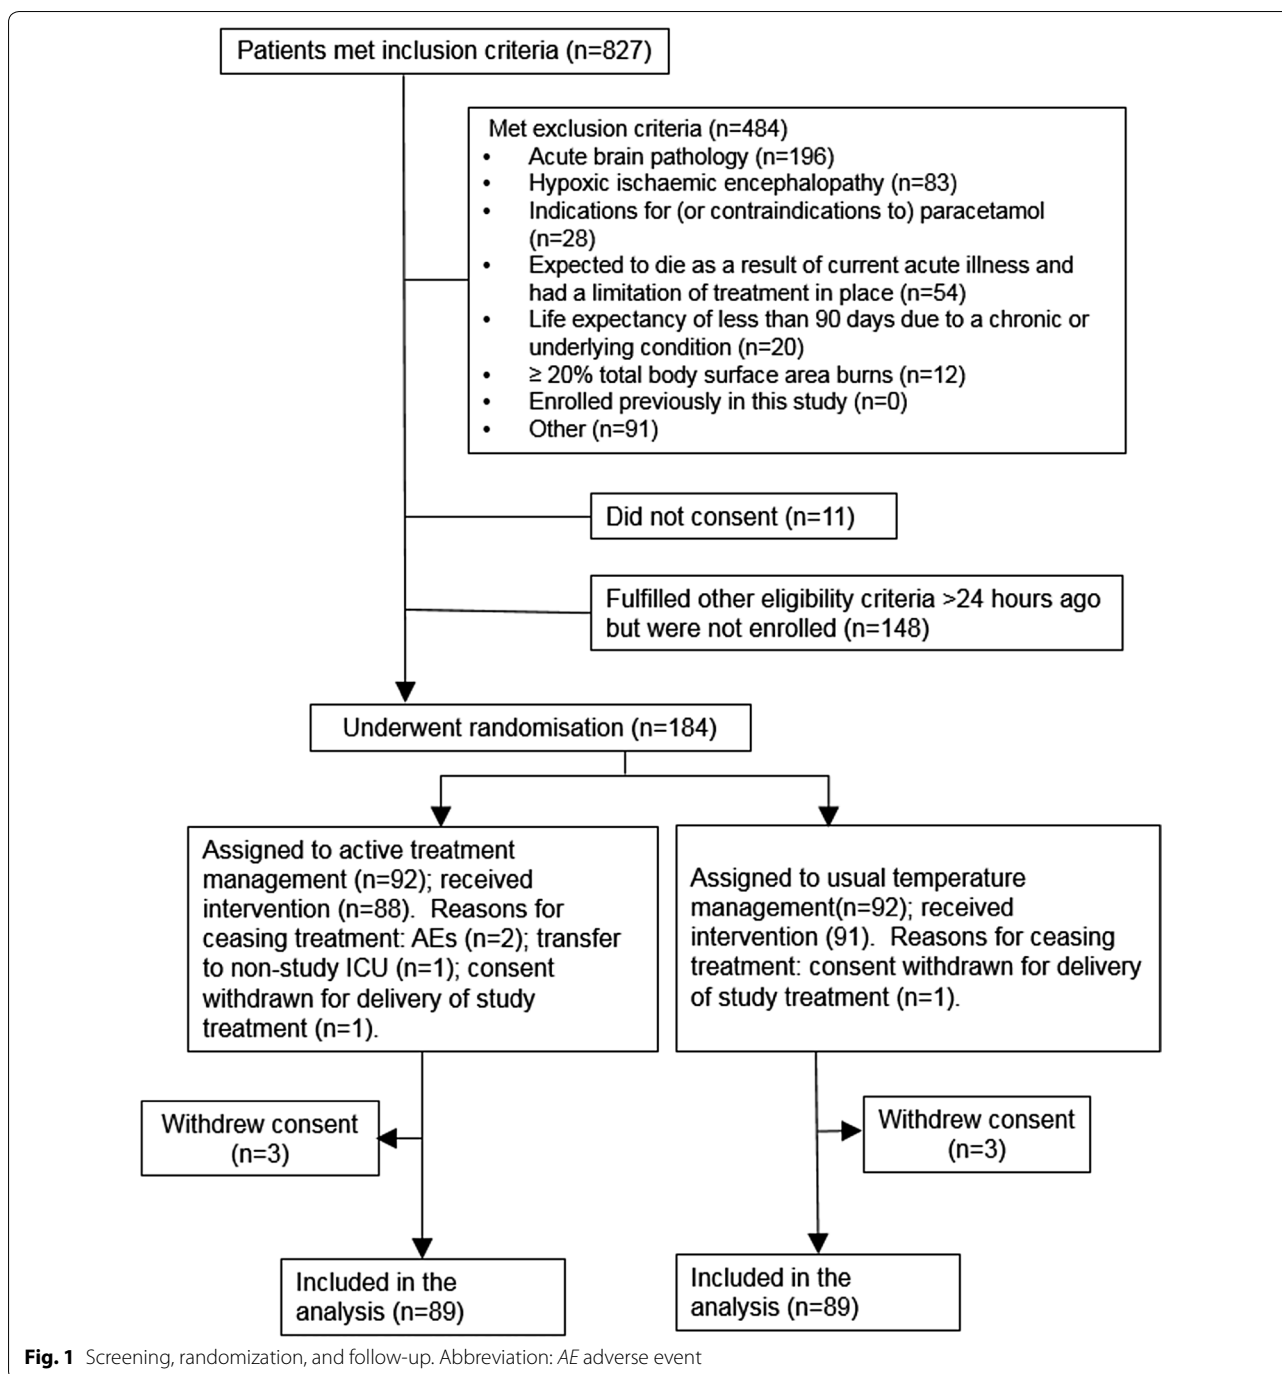 Patients met inclusion criteria (n=827)
Met exclusion criteria (n=484)
• Acute brain pathology (n=196)
• Hypoxic ischaemic encephalopathy (n=83)
• Indications for (or contraindications to) paracetamol
(n=28)
• Expected to die as a result of current acute illness and
had a limitation of treatment in place (n=54)
• Life expectancy of less than 90 days due to a chronic or
underlying condition (n=20)
• ≥ 20% total body surface area burns (n=12)
• Enrolled previously in this study (n=0)
• Other (n=91)
Did not consent (n=11)
Fulfilled other eligibility criteria >24 hours ago
but were not enrolled (n=148)
Underwent randomisation (n=184)
Assigned to active treatment
management (n=92); received
intervention (n=88). Reasons for
ceasing treatment: AEs (n=2); transfer
to non-study ICU (n=1); consent
withdrawn for delivery of study
treatment (n=1).
Assigned to usual temperature
management(n=92); received
intervention (91). Reasons for ceasing
treatment: consent withdrawn for delivery
of study treatment (n=1).
Withdrew consent
(n=3)
Withdrew consent
(n=3)
Included in the
analysis (n=89)
Included in the
analysis (n=89)
Fig. 1 Screening, randomization, and follow-up. Abbreviation: AE adverse event